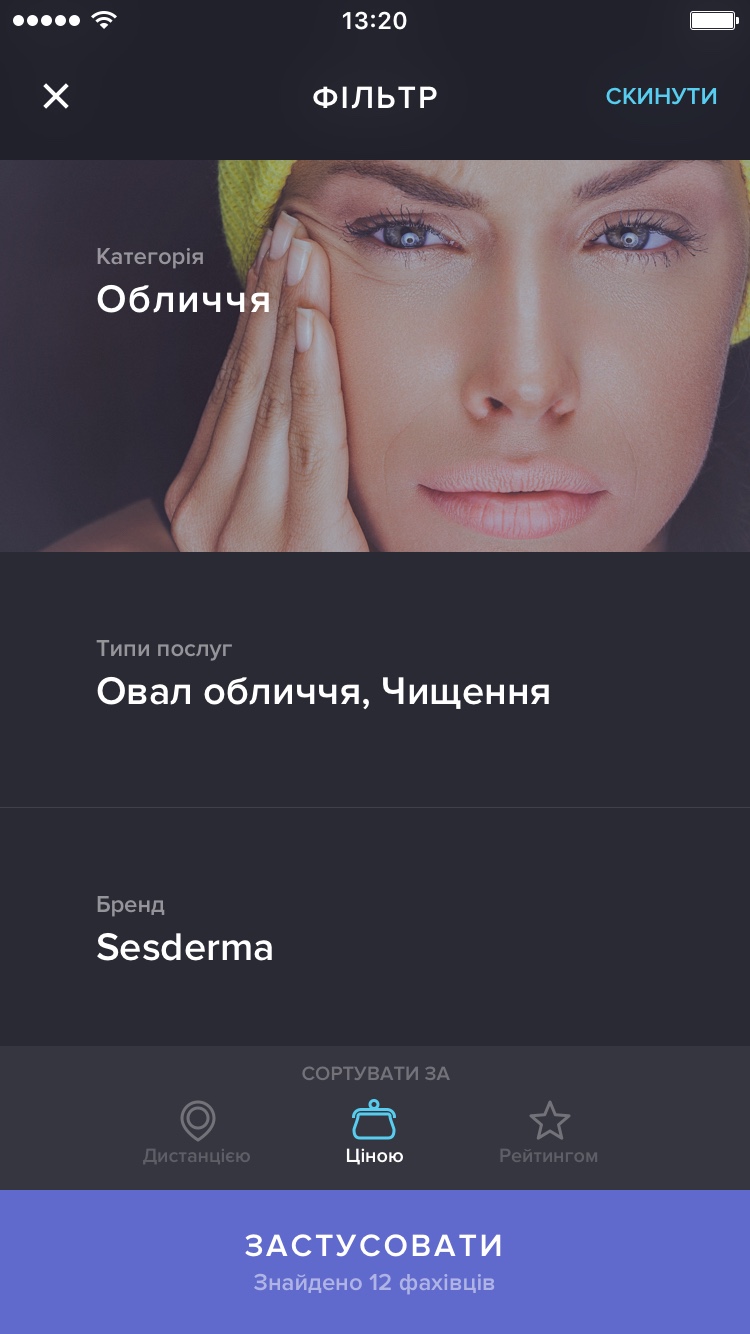 13:20
ФІЛЬТР
СКИНУТИ
Категорія
Обличчя
Типи послуг
Овал обличчя, Чищення
Бренд
Sesderma
СОРТУВАТИ ЗА
Дистанцією
Ціною
Рейтингом
ЗАСТУСОВАТИ
Знайдено 12 фахівців